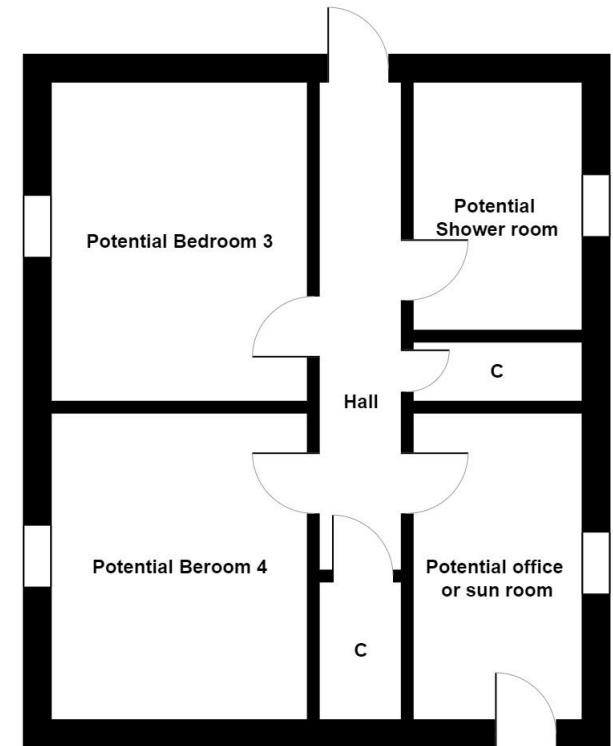 Potential Bedroom 3
Potential
Shower room
C
Hall
Potential Beroom 4
Potential office
or sun room
C